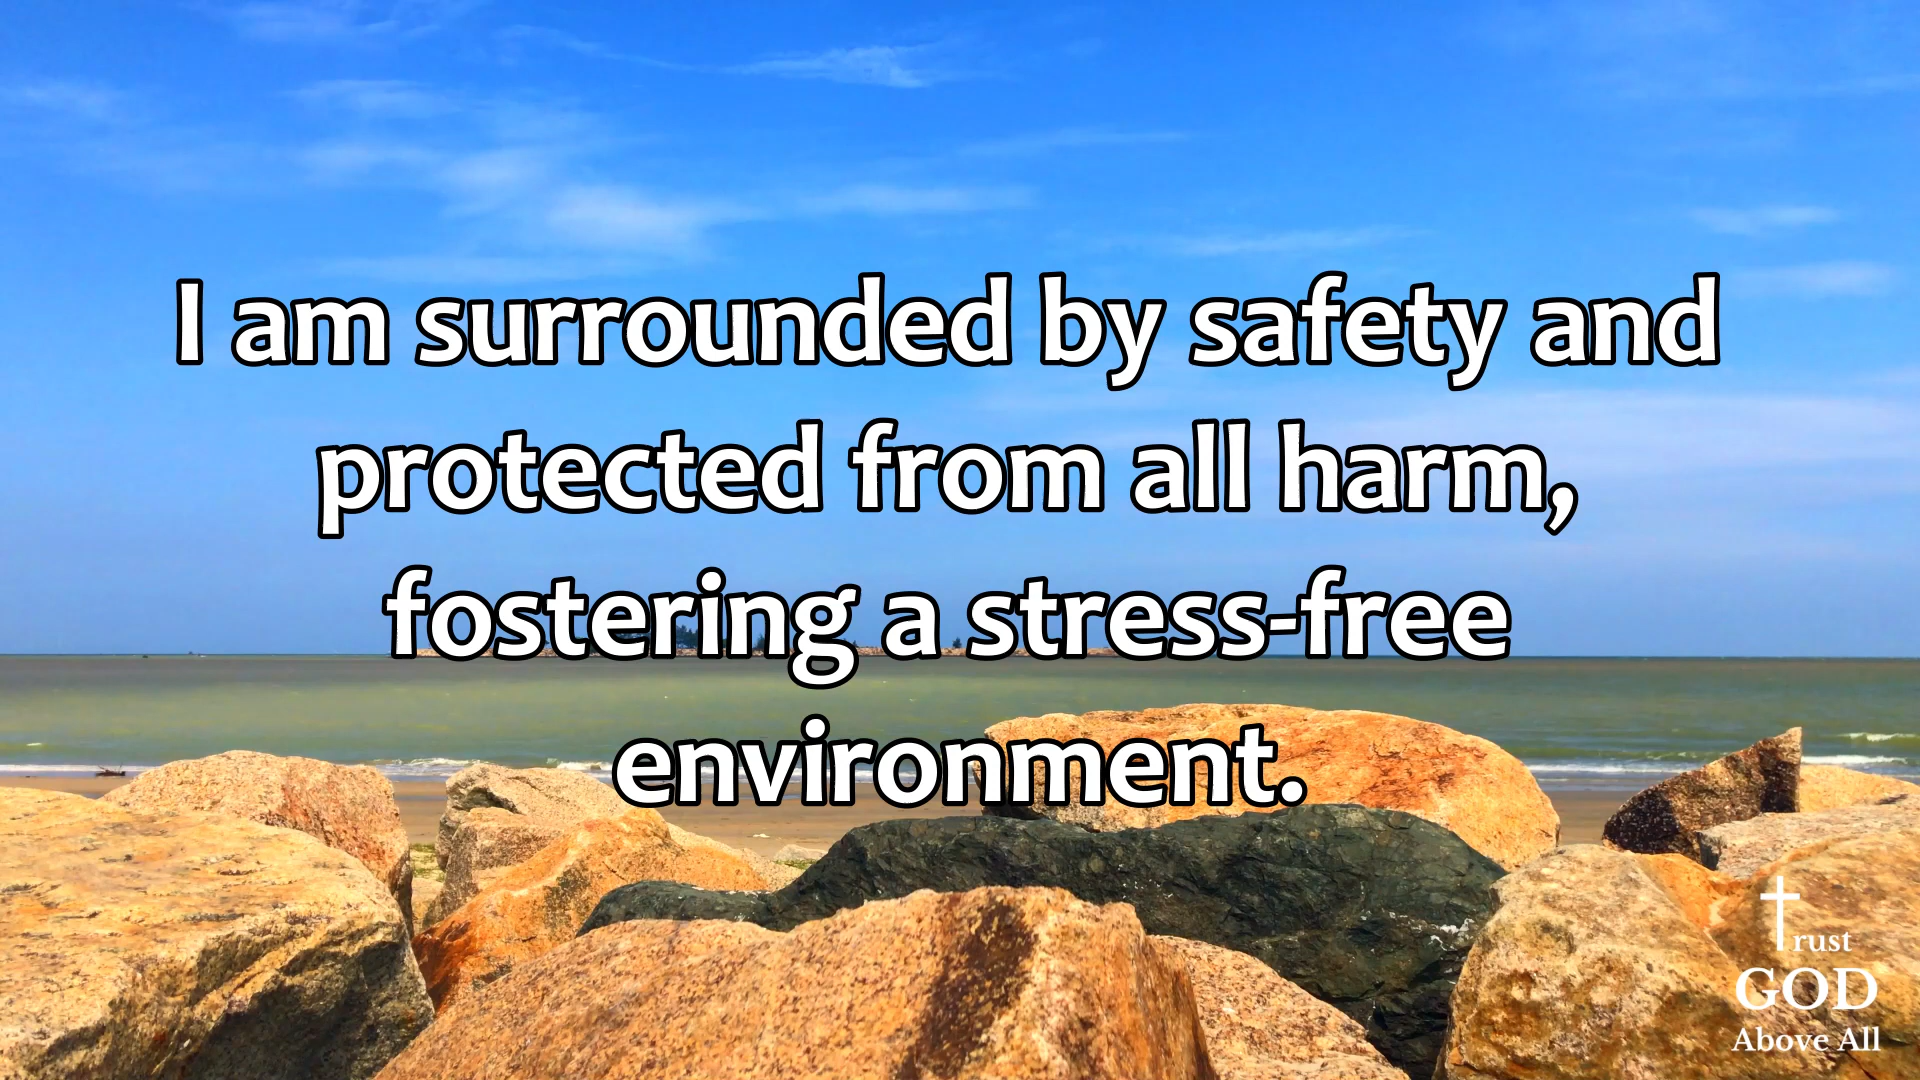 I am surrounded by safety and
protected from all harm,
fostering a stress-free
environment.
Trust
GOD
Above All